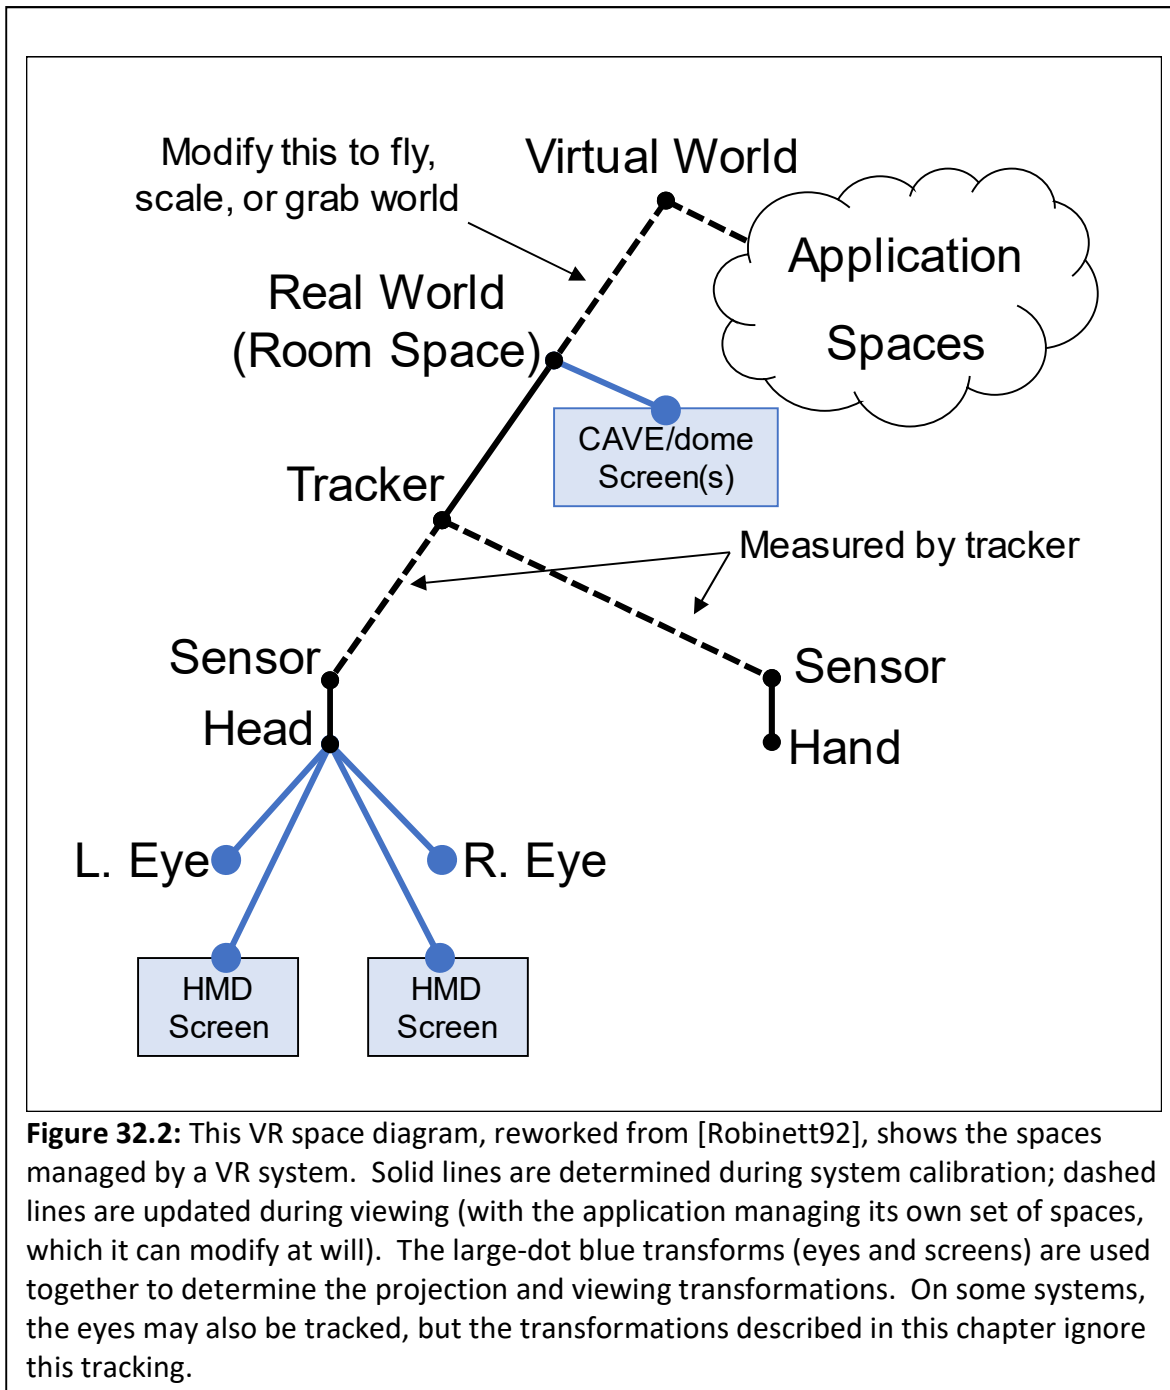 Modify this to fly,
scale, or grab world
Virtual World
Application
Spaces
Real World
(Room Space)
CAVE/dome
Screen(s)
Tracker
Measured by tracker
Sensor
Head
Sensor
Hand
L. Eye
R. Eye
HMD
Screen
HMD
Screen
Figure 32.2: This VR space diagram, reworked from [Robinett92], shows the spaces
managed by a VR system. Solid lines are determined during system calibration; dashed
lines are updated during viewing (with the application managing its own set of spaces,
which it can modify at will). The large-dot blue transforms (eyes and screens) are used
together to determine the projection and viewing transformations. On some systems,
the eyes may also be tracked, but the transformations described in this chapter ignore
this tracking.